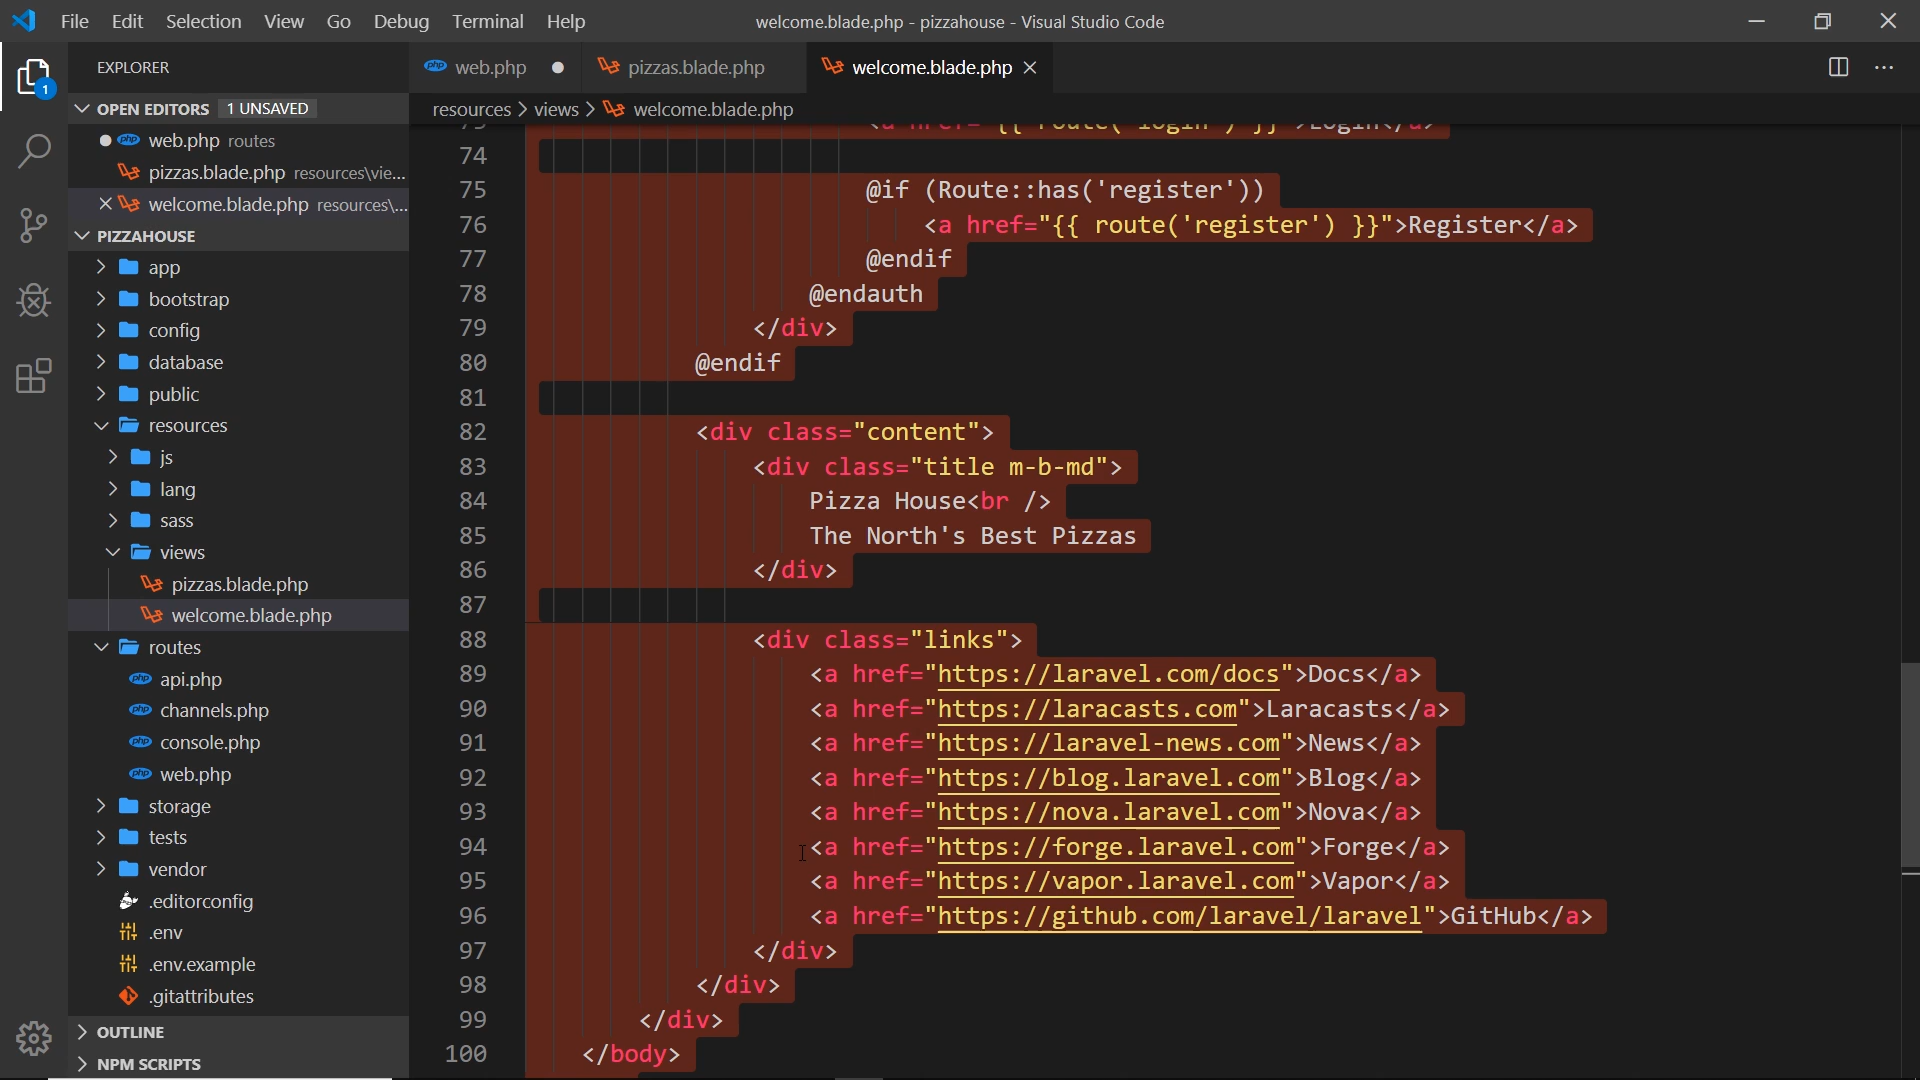 File Edit Selection View Go Debug Terminal Help
welcome.blade.php - pizzahouse - Visual Studio Code
EXPLORER
web.php
pizzas.blade.php
welcome.blade.php
OPEN EDITORS 1 UNSAVED
resources > views > welcome.blade.php
web.php routes
pizzas.blade.php resources\vie...
welcome.blade.php resources\...
PIZZAHOUSE
app
bootstrap
config
database
public
resources
js
lang
sass
views
pizzas.blade.php
welcome.blade.php
routes
api.php
channels.php
console.php
web.php
storage
tests
vendor
.editorconfig
.env
.env.example
.gitattributes
OUTLINE
NPM SCRIPTS
1
73 <a href="{{ route('login') }}">Login</a>
74
75 @if (Route::has('register'))
76 <a href="{{ route('register') }}">Register</a>
77 @endif
78 @endauth
79 </div>
80 @endif
81
82 <div class="content">
83 <div class="title m-b-md">
84 Pizza House<br />
85 The North's Best Pizzas
86 </div>
87
88 <div class="links">
89 <a href="https://laravel.com/docs">Docs</a>
90 <a href="https://laracasts.com">Laracasts</a>
91 <a href="https://laravel-news.com">News</a>
92 <a href="https://blog.laravel.com">Blog</a>
93 <a href="https://nova.laravel.com">Nova</a>
94 <a href="https://forge.laravel.com">Forge</a>
95 <a href="https://vapor.laravel.com">Vapor</a>
96 <a href="https://github.com/laravel/laravel">GitHub</a>
97 </div>
98 </div>
99 </div>
100 </body>